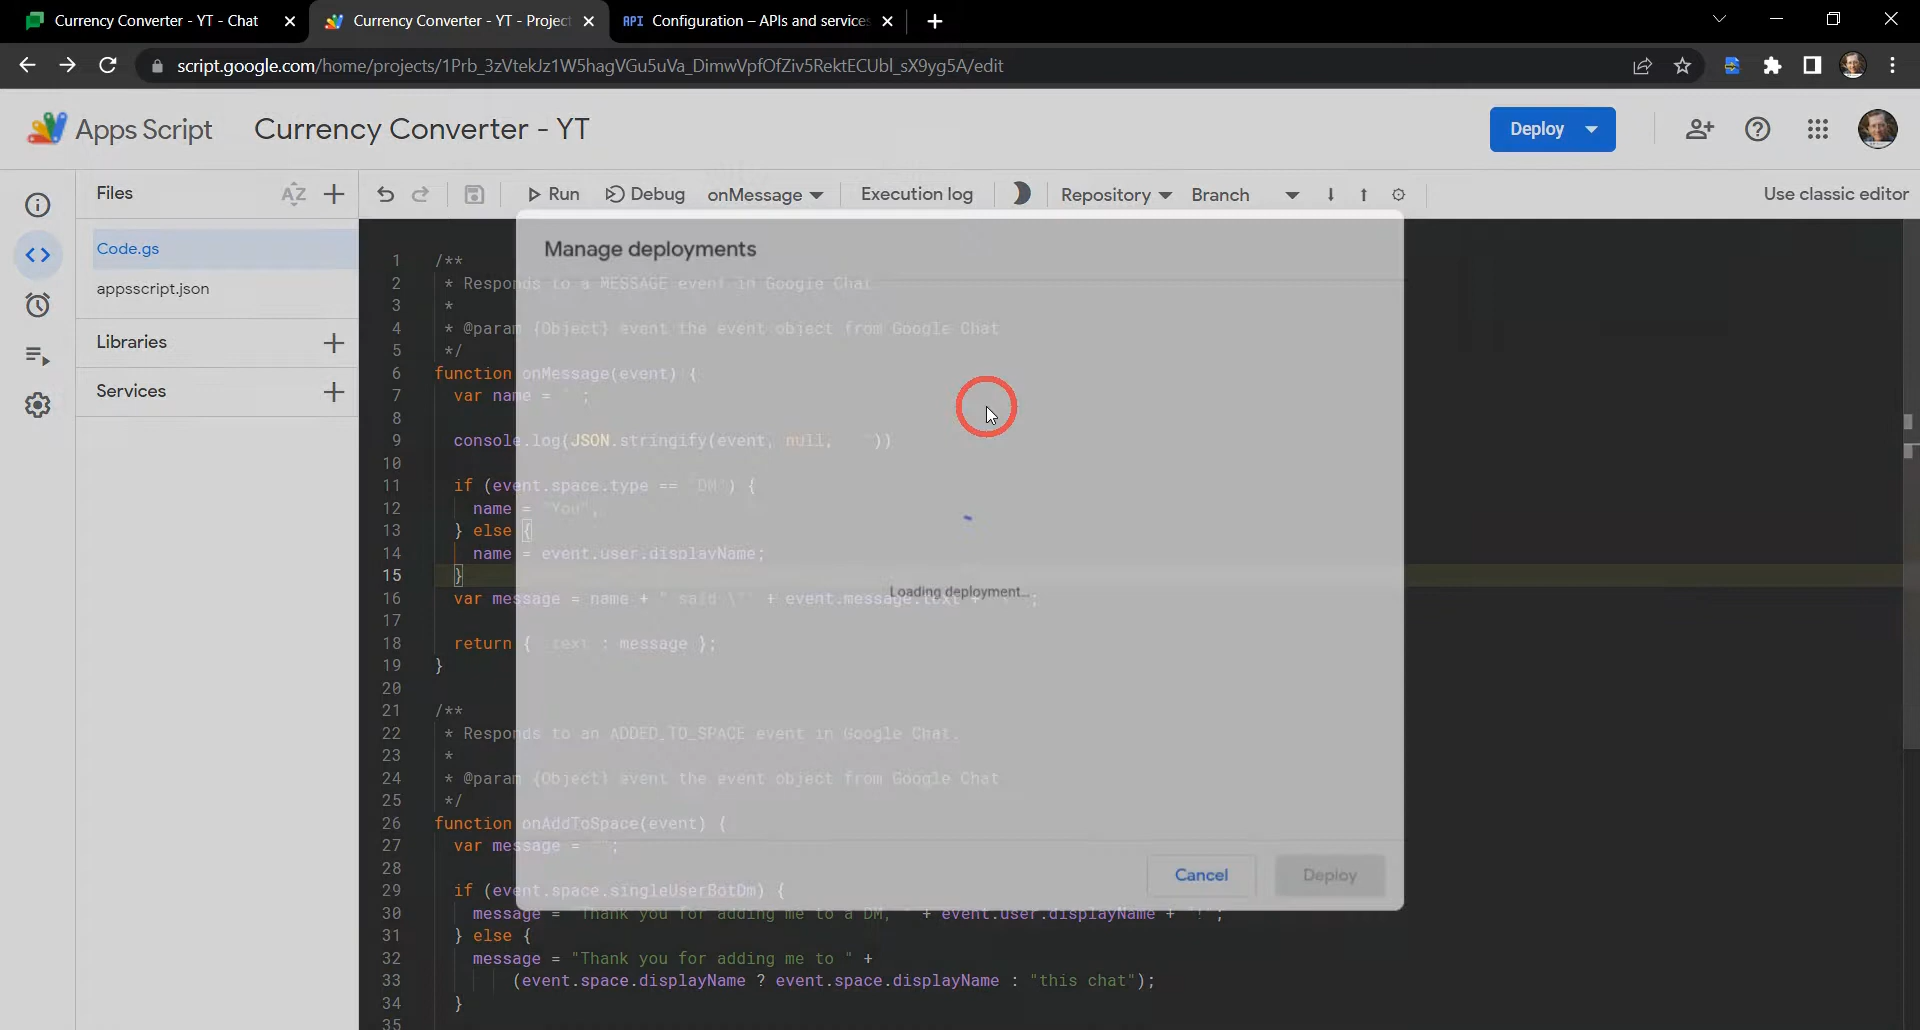 Currency Converter - YT - Chat
Currency Converter - YT - Project
API Configuration – APIs and services
script.google.com/home/projects/1Prb_3zVtekJz1W5hagVGu5uVa_DimwVpfOfZiv5RektECUbl_sX9yg5A/edit
Apps Script
Currency Converter - YT
Deploy
Files
AZ
Run
Debug
onMessage
Execution log
Repository
Branch
Use classic editor
Code.gs
appsscript.json
Libraries
Services
Manage deployments
Loading deployment...
Cancel
Deploy
1 /**
2 * Responds to a MESSAGE event in Google Chat
3 *
4 * @param {Object} event the event object from Google Chat
5 */
6 function onMessage(event) {
7 var name = " ;
8
9 console.log(JSON.stringify(event, null, "))
10
11 if (event.space.type == "DM") {
12 name = "You";
13 } else {
14 name = event.user.displayName;
15 }
16 var message = name + " said \"" + event.message.text + ;
17
18 return { text : message };
19 }
20
21 /**
22 * Responds to an ADDED_TO_SPACE event in Google Chat.
23 *
24 * @param {Object} event the event object from Google Chat
25 */
26 function onAddToSpace(event) {
27 var message = "";
28
29 if (event.space.singleUserBotDm) {
30 message = "Thank you for adding me to a DM, " + event.user.displayName + "!";
31 } else {
32 message = "Thank you for adding me to " +
33 (event.space.displayName ? event.space.displayName : "this chat");
34 }
35